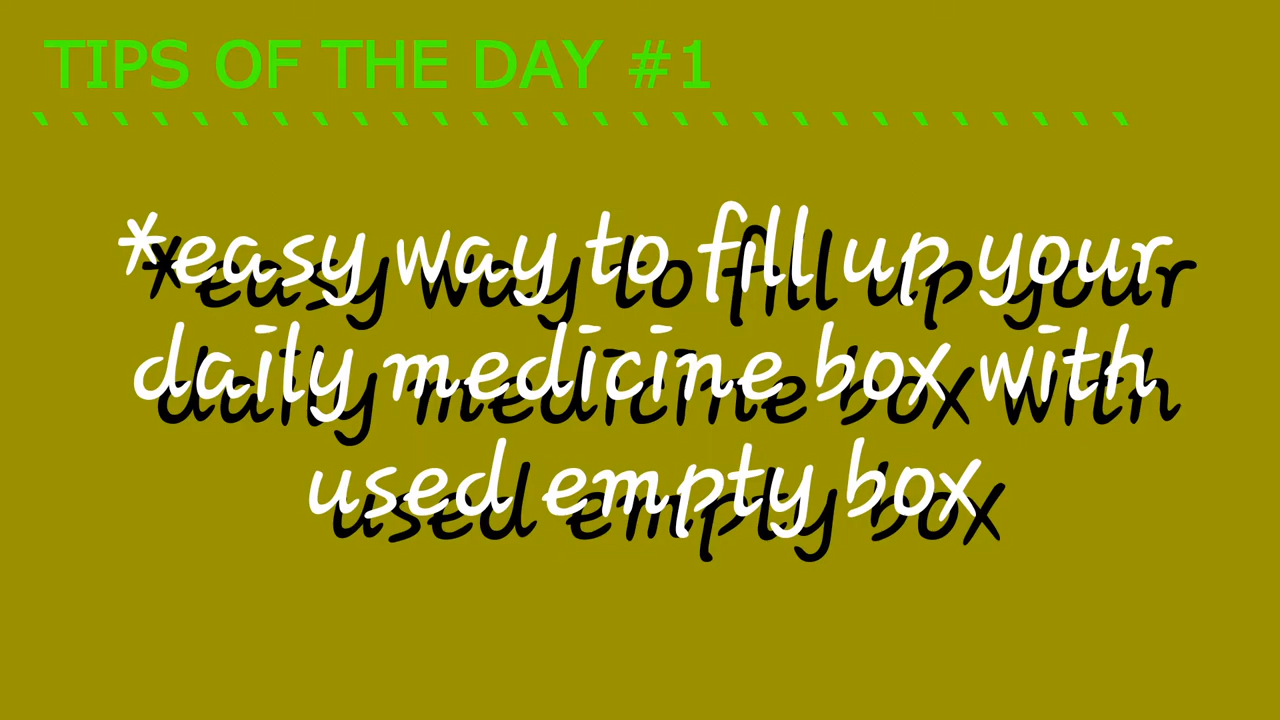 TIPS OF THE DAY #1
*easy way to fill up your
daily medicine box with
used empty box